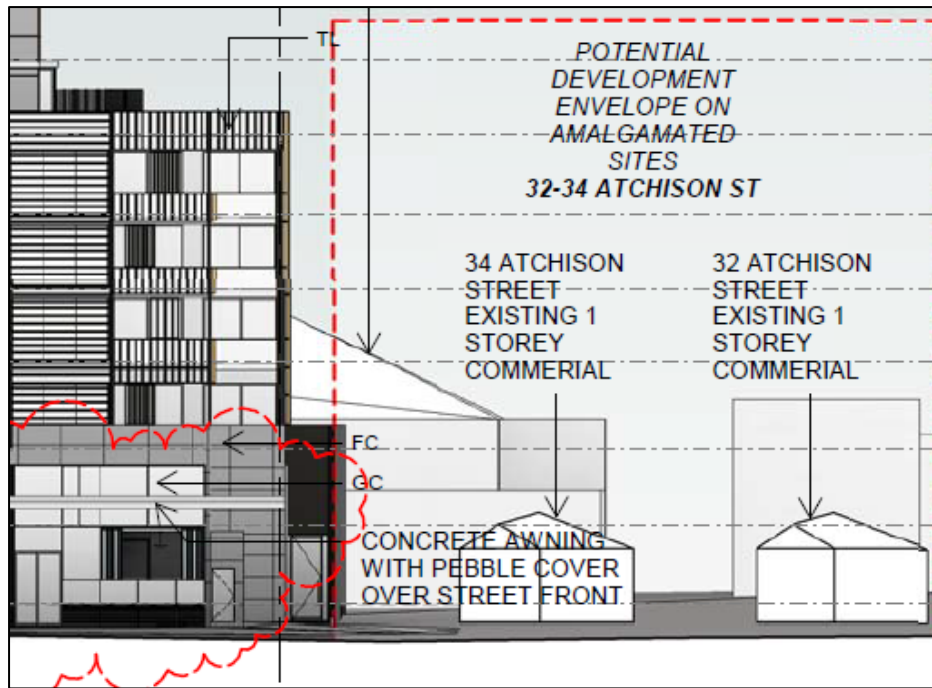 TL
POTENTIAL
DEVELOPMENT
ENVELOPE ON
AMALGAMATED
SITES
32-34 ATCHISON ST
34 ATCHISON
STREET
EXISTING 1
STOREY
COMMERIAL
32 ATCHISON
STREET
EXISTING 1
STOREY
COMMERIAL
FC
GC
CONCRETE AWNING
WITH PEBBLE COVER
OVER STREET FRONT